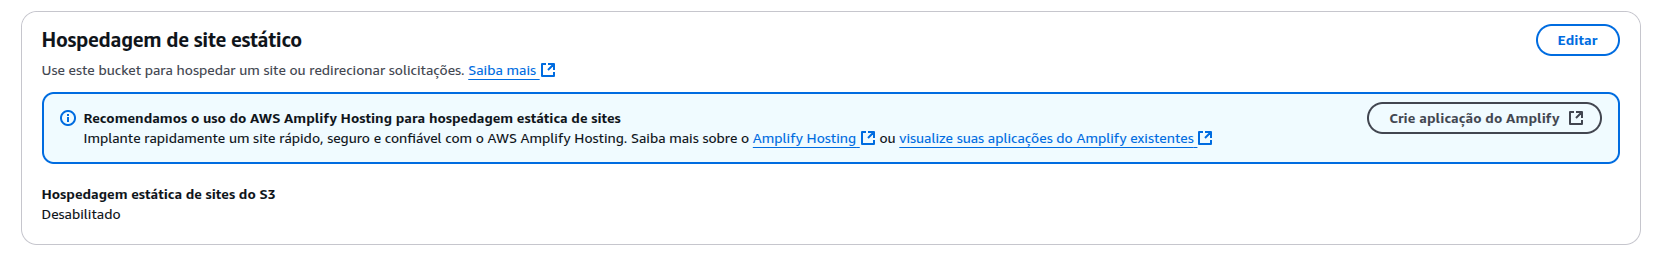 Hospedagem de site estático
Editar
Use este bucket para hospedar um site ou redirecionar solicitações. Saiba mais
Recomendamos o uso do AWS Amplify Hosting para hospedagem estática de sites
Crie aplicação do Amplify
Implante rapidamente um site rápido, seguro e confiável com o AWS Amplify Hosting. Saiba mais sobre o Amplify Hosting ou visualize suas aplicações do Amplify existentes
Hospedagem estática de sites do S3
Desabilitado